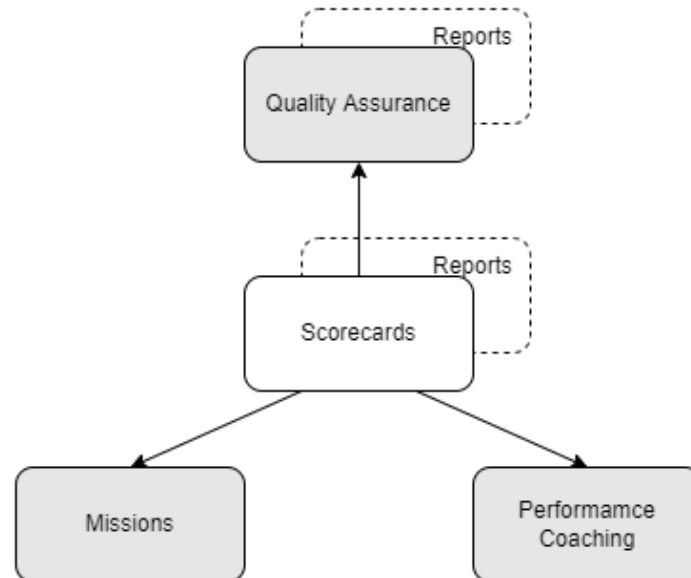 Reports
Quality Assurance
Reports
Scorecards
Missions
Performamce
Coaching